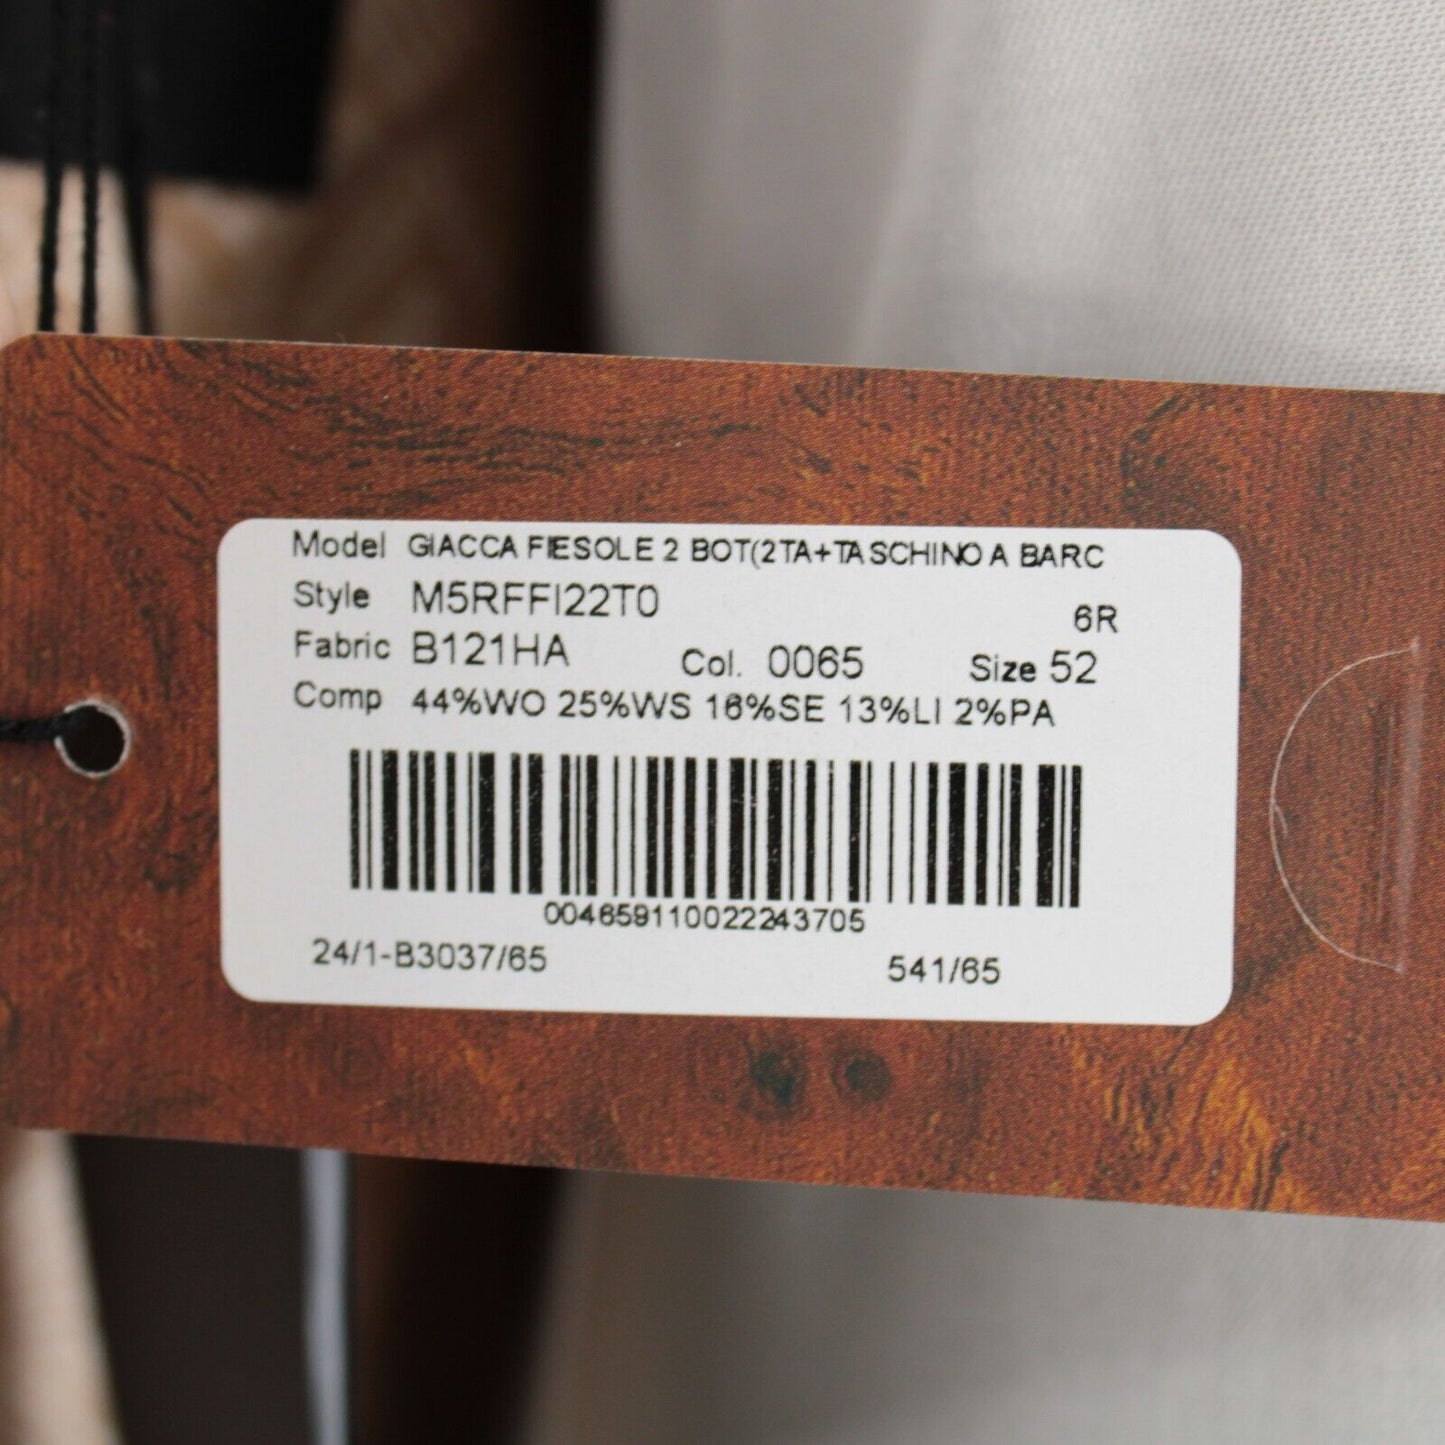 Model GIACCA FIESOLE 2 BOT(2TA+TASCHINO A BARC
Style M5RFFI22T0 6R
Fabric B121HA Col. 0065 Size 52
Comp 44%WO 25%WS 16%SE 13%LI 2%PA
004659110022243705
24/1-B3037/65 541/65